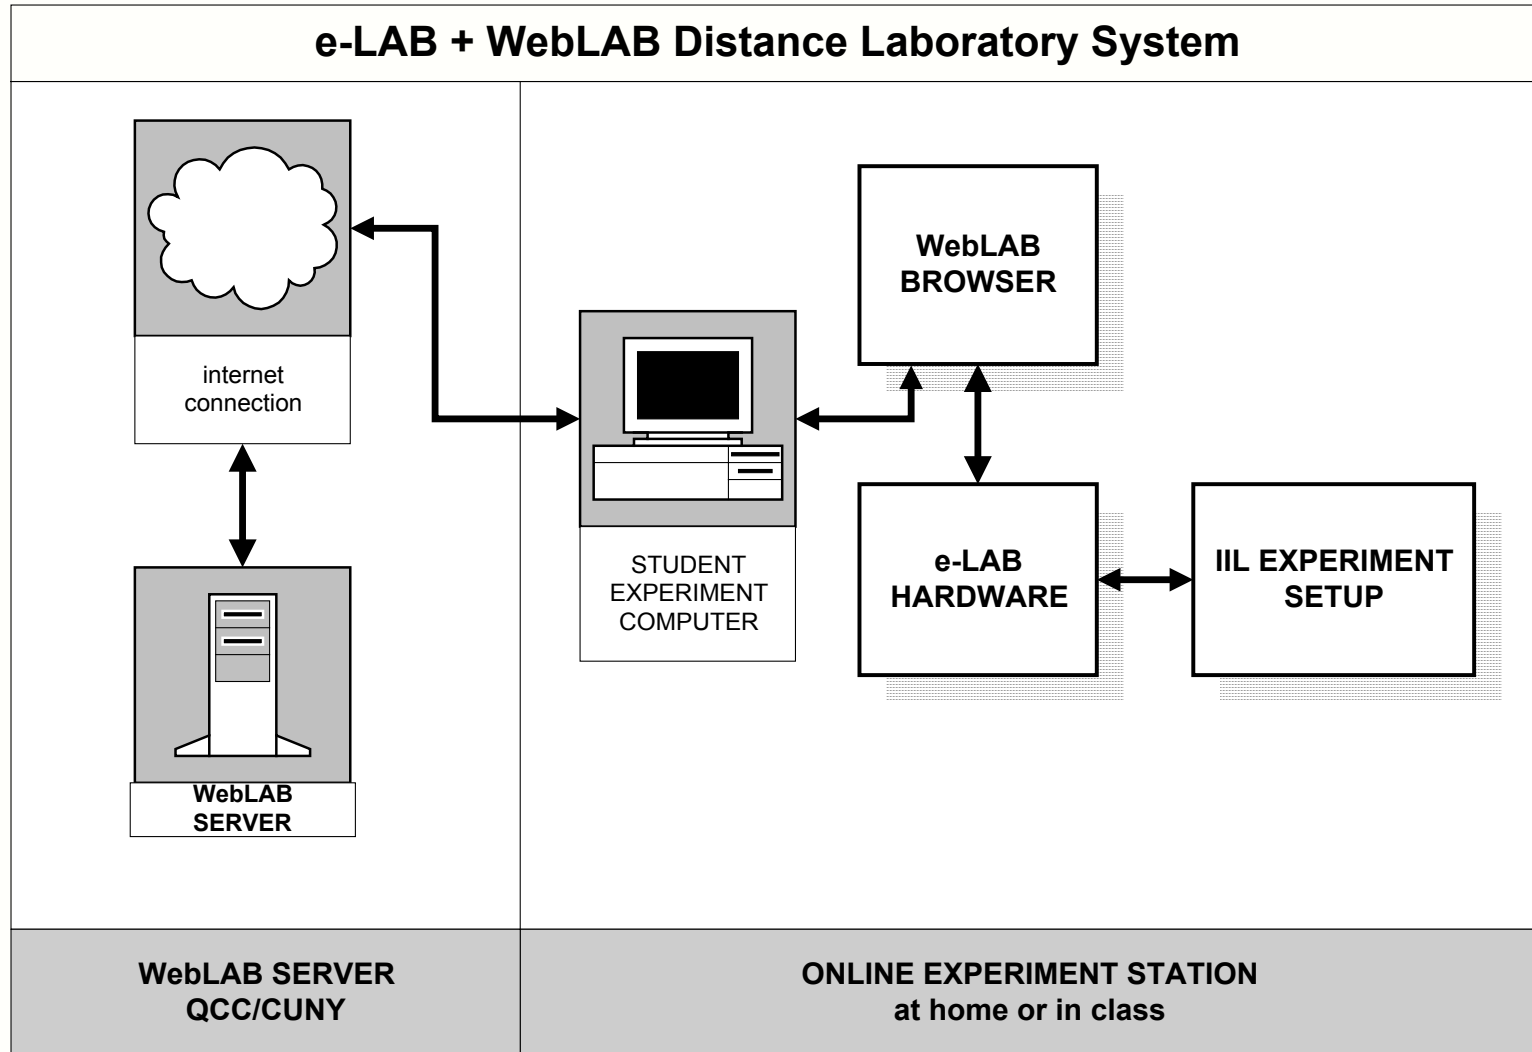 e-LAB + WebLAB Distance Laboratory System
internet
connection
WebLAB
SERVER
STUDENT
EXPERIMENT
COMPUTER
WebLAB
BROWSER
e-LAB
HARDWARE
IIL EXPERIMENT
SETUP
WebLAB SERVER
QCC/CUNY
ONLINE EXPERIMENT STATION
at home or in class